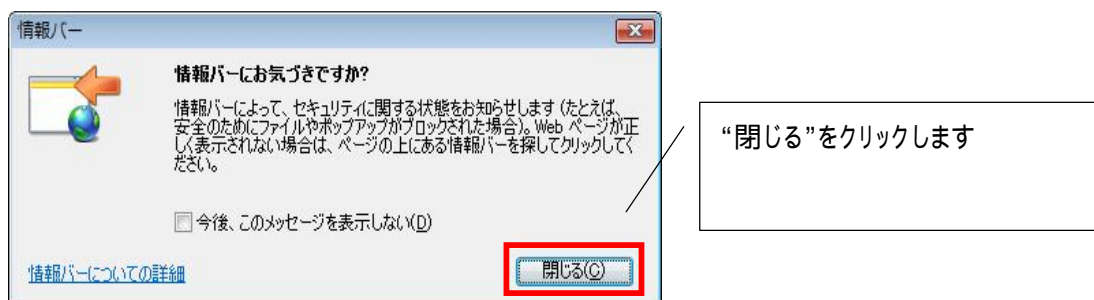 情報バー
情報バーにお気づきですか?
情報バーによって、セキュリティに関する状態をお知らせします (たとえば、
安全のためにファイルやポップアップがブロックされた場合)。Web ページが正
しく表示されない場合は、ページの上にある情報バーを探してクリックしてく
ださい。
今後、このメッセージを表示しない(D)
情報バーについての詳細
閉じる(C)
“閉じる”をクリックします